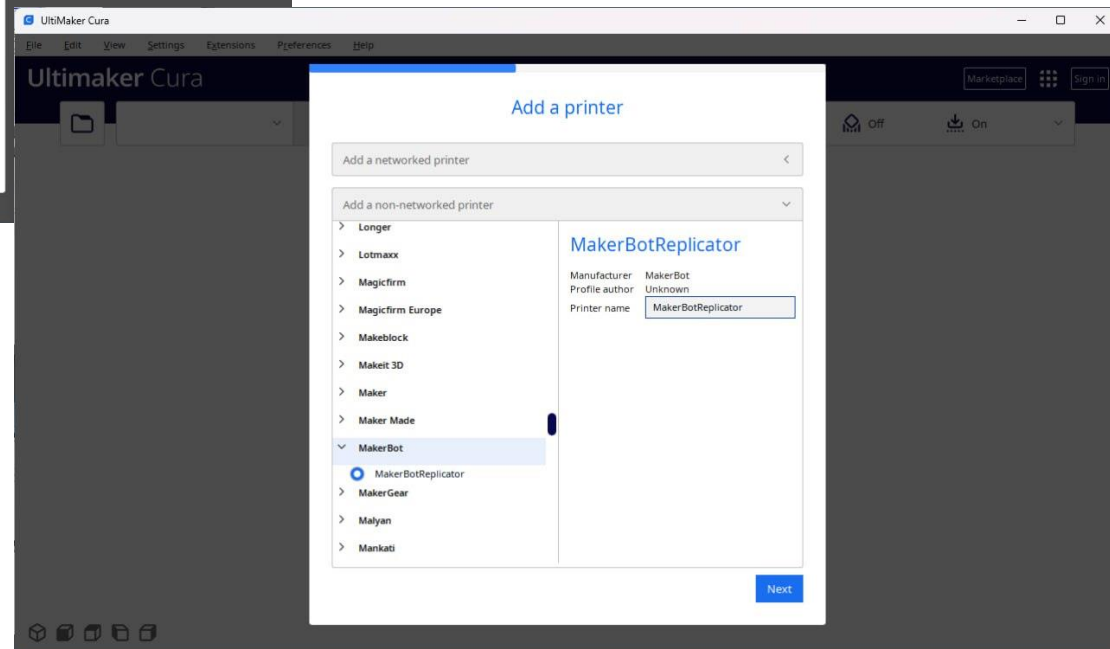 UltiMaker Cura
File Edit View Settings Extensions Preferences Help
Ultimaker Cura
Marketplace Sign in
Off On
Add a printer
Add a networked printer
Add a non-networked printer
Longer
Lotmaxx
Magicfirm
Magicfirm Europe
Makeblock
Makeit 3D
Maker
Maker Made
MakerBot
MakerBotReplicator
MakerGear
Malyan
Mankati
MakerBotReplicator
Manufacturer MakerBot
Profile author Unknown
Printer name MakerBotReplicator
Next